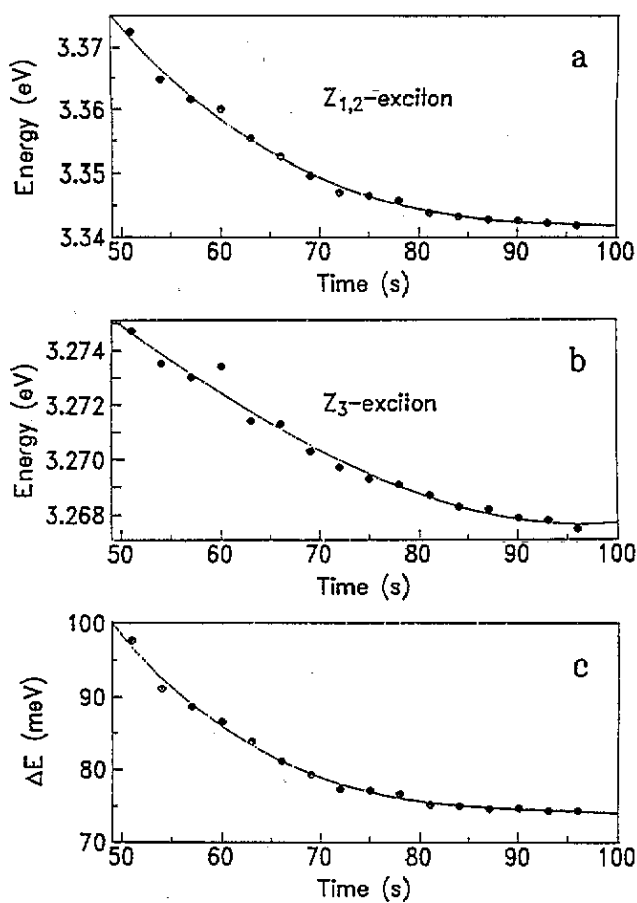 a
3.37
3.36
3.35
3.34
Energy (eV)
Z1,2-exciton
50 60 70 80 90 100
Time (s)
b
3.274
3.272
3.270
3.268
Energy (eV)
Z3-exciton
50 60 70 80 90 100
Time (s)
c
100
90
80
70
ΔE (meV)
50 60 70 80 90 100
Time (s)